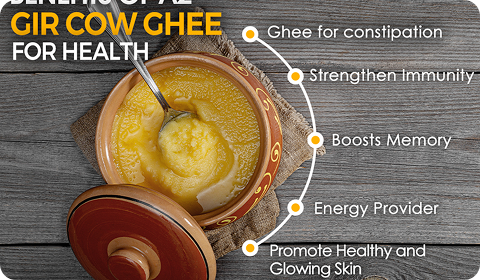 BENEFITS OF A2
GIR COW GHEE
FOR HEALTH
Ghee for constipation
Strengthen Immunity
Boosts Memory
Energy Provider
Promote Healthy and
Glowing Skin